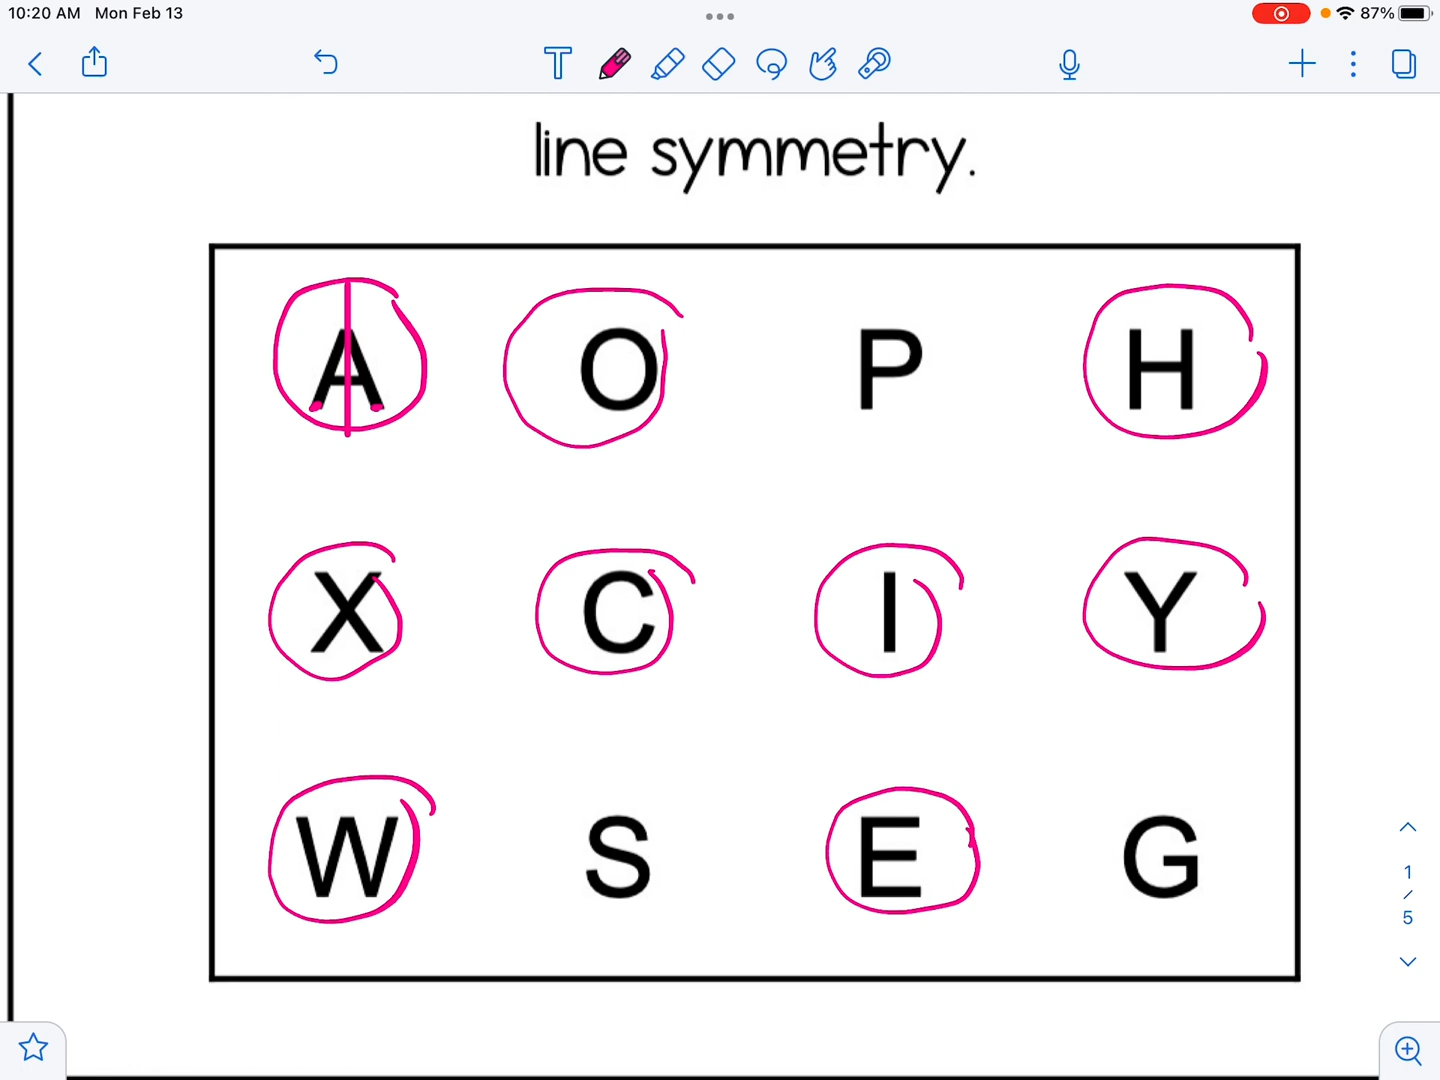 10:20 AM Mon Feb 13
87%
T
line symmetry.
A O P H
X C I Y
W S E G
1
/
5